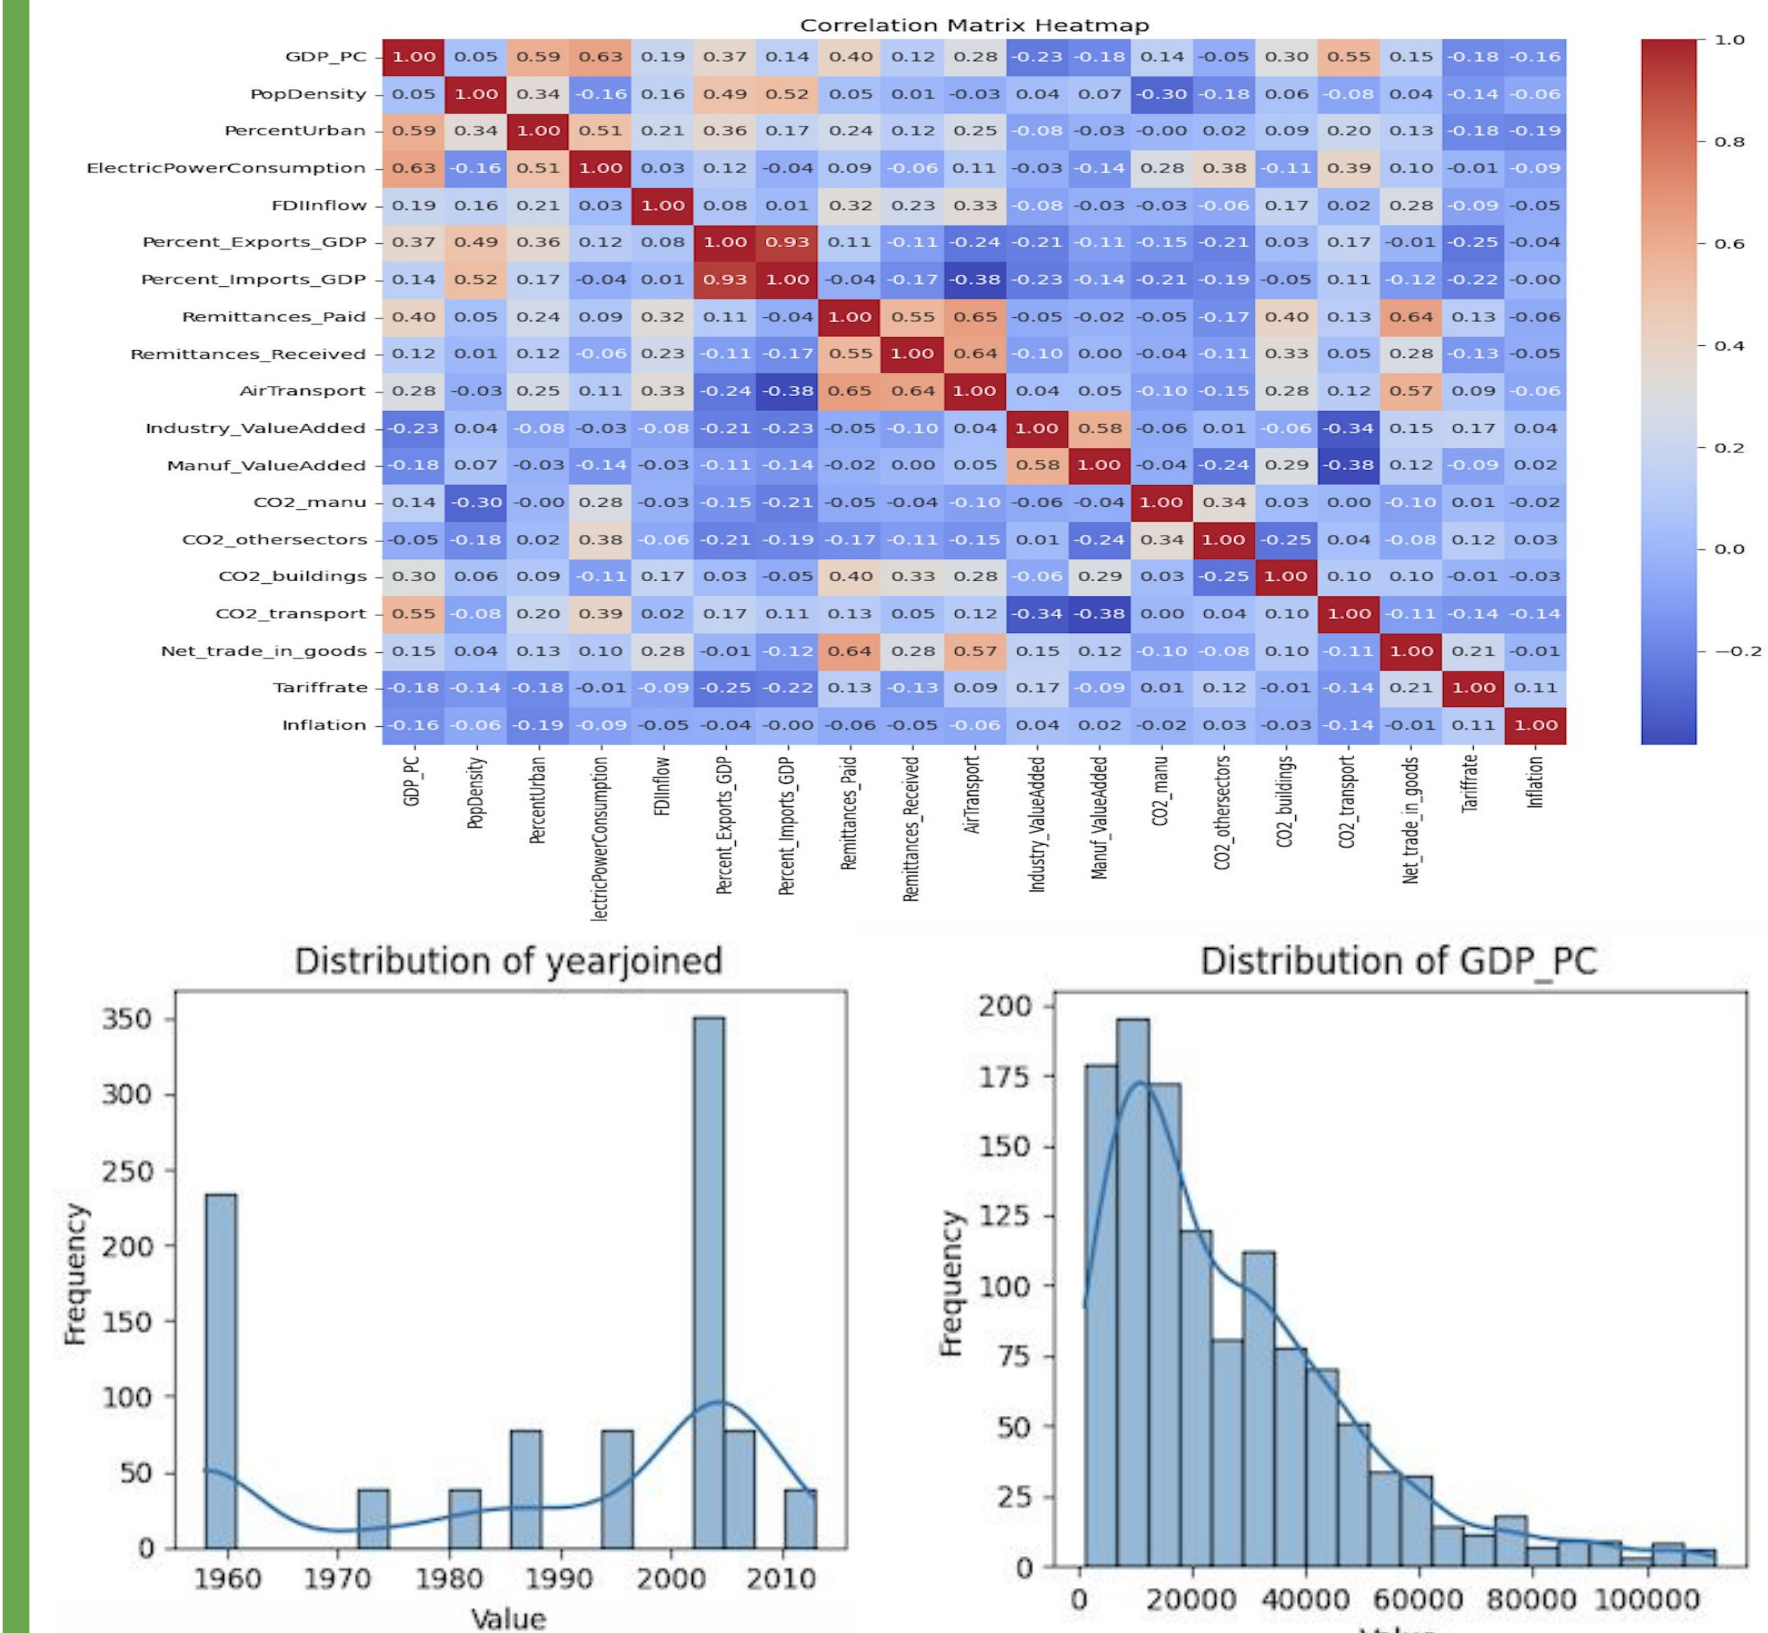 Correlation Matrix Heatmap
GDP_PC 1.00 0.05 0.59 0.63 0.19 0.37 0.14 0.40 0.12 0.28 -0.23 -0.18 0.14 -0.05 0.30 0.55 0.15 -0.18 -0.16
PopDensity 0.05 1.00 0.34 -0.16 0.16 0.49 0.52 0.05 0.01 -0.03 0.04 0.07 -0.30 -0.18 0.06 -0.08 0.04 -0.14 -0.06
PercentUrban 0.59 0.34 1.00 0.51 0.21 0.36 0.17 0.24 0.12 0.25 -0.08 -0.03 -0.00 0.02 0.09 0.20 0.13 -0.18 -0.19
ElectricPowerConsumption 0.63 -0.16 0.51 1.00 0.03 0.12 -0.04 0.09 -0.06 0.11 -0.03 -0.14 0.28 0.38 -0.11 0.39 0.10 -0.01 -0.09
FDIInflow 0.19 0.16 0.21 0.03 1.00 0.08 0.01 0.32 0.23 0.33 -0.08 -0.03 -0.03 -0.06 0.17 0.02 0.28 -0.09 -0.05
Percent_Exports_GDP 0.37 0.49 0.36 0.12 0.08 1.00 0.93 0.11 -0.11 -0.24 -0.21 -0.11 -0.15 -0.21 0.03 0.17 -0.01 -0.25 -0.04
Percent_Imports_GDP 0.14 0.52 0.17 -0.04 0.01 0.93 1.00 -0.04 -0.17 -0.38 -0.23 -0.14 -0.21 -0.19 -0.05 0.11 -0.12 -0.22 -0.00
Remittances_Paid 0.40 0.05 0.24 0.09 0.32 0.11 -0.04 1.00 0.55 0.65 -0.05 -0.02 -0.05 -0.17 0.40 0.13 0.64 0.13 -0.06
Remittances_Received 0.12 0.01 0.12 -0.06 0.23 -0.11 -0.17 0.55 1.00 0.64 -0.10 0.00 -0.04 -0.11 0.33 0.05 0.28 -0.13 -0.05
AirTransport 0.28 -0.03 0.25 0.11 0.33 -0.24 -0.38 0.65 0.64 1.00 0.04 0.05 -0.10 -0.15 0.28 0.12 0.57 0.09 -0.06
Industry_ValueAdded -0.23 0.04 -0.08 -0.03 -0.08 -0.21 -0.23 -0.05 -0.10 0.04 1.00 0.58 -0.06 0.01 -0.06 -0.34 0.15 0.17 0.04
Manuf_ValueAdded -0.18 0.07 -0.03 -0.14 -0.03 -0.11 -0.14 -0.02 0.00 0.05 0.58 1.00 -0.04 -0.24 0.29 -0.38 0.12 -0.09 0.02
CO2_manu 0.14 -0.30 -0.00 0.28 -0.03 -0.15 -0.21 -0.05 -0.04 -0.10 -0.06 -0.04 1.00 0.34 0.03 0.00 -0.10 0.01 -0.02
CO2_othersectors -0.05 -0.18 0.02 0.38 -0.06 -0.21 -0.19 -0.17 -0.11 -0.15 0.01 -0.24 0.34 1.00 -0.25 0.04 -0.08 0.12 0.03
CO2_buildings 0.30 0.06 0.09 -0.11 0.17 0.03 -0.05 0.40 0.33 0.28 -0.06 0.29 0.03 -0.25 1.00 0.10 0.10 -0.01 -0.03
CO2_transport 0.55 -0.08 0.20 0.39 0.02 0.17 0.11 0.13 0.05 0.12 -0.34 -0.38 0.00 0.04 0.10 1.00 -0.11 -0.14 -0.14
Net_trade_in_goods 0.15 0.04 0.13 0.10 0.28 -0.01 -0.12 0.64 0.28 0.57 0.15 0.12 -0.10 -0.08 0.10 -0.11 1.00 0.21 -0.01
Tariffrate -0.18 -0.14 -0.18 -0.01 -0.09 -0.25 -0.22 0.13 -0.13 0.09 0.17 -0.09 0.01 0.12 -0.01 -0.14 0.21 1.00 0.11
Inflation -0.16 -0.06 -0.19 -0.09 -0.05 -0.04 -0.00 -0.06 -0.05 -0.06 0.04 0.02 -0.02 0.03 -0.03 -0.14 -0.01 0.11 1.00
GDP_PC
PopDensity
PercentUrban
lectricPowerConsumption
FDIInflow
Percent_Exports_GDP
Percent_Imports_GDP
Remittances_Paid
Remittances_Received
AirTransport
Industry_ValueAdded
Manuf_ValueAdded
CO2_manu
CO2_othersectors
CO2_buildings
CO2_transport
Net_trade_in_goods
Tariffrate
Inflation
1.0
0.8
0.6
0.4
0.2
0.0
−0.2
Distribution of yearjoined
Frequency
350
300
250
200
150
100
50
0
1960 1970 1980 1990 2000 2010
Value
Distribution of GDP_PC
Frequency
200
175
150
125
100
75
50
25
0
0 20000 40000 60000 80000 100000